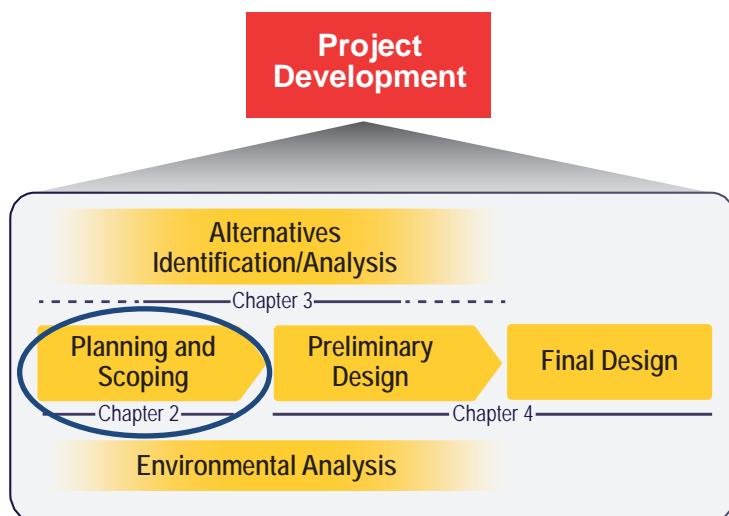 Project
Development
Alternatives
Identification/Analysis
Chapter 3
Planning and
Scoping
Preliminary
Design
Final Design
Chapter 2
Chapter 4
Environmental Analysis